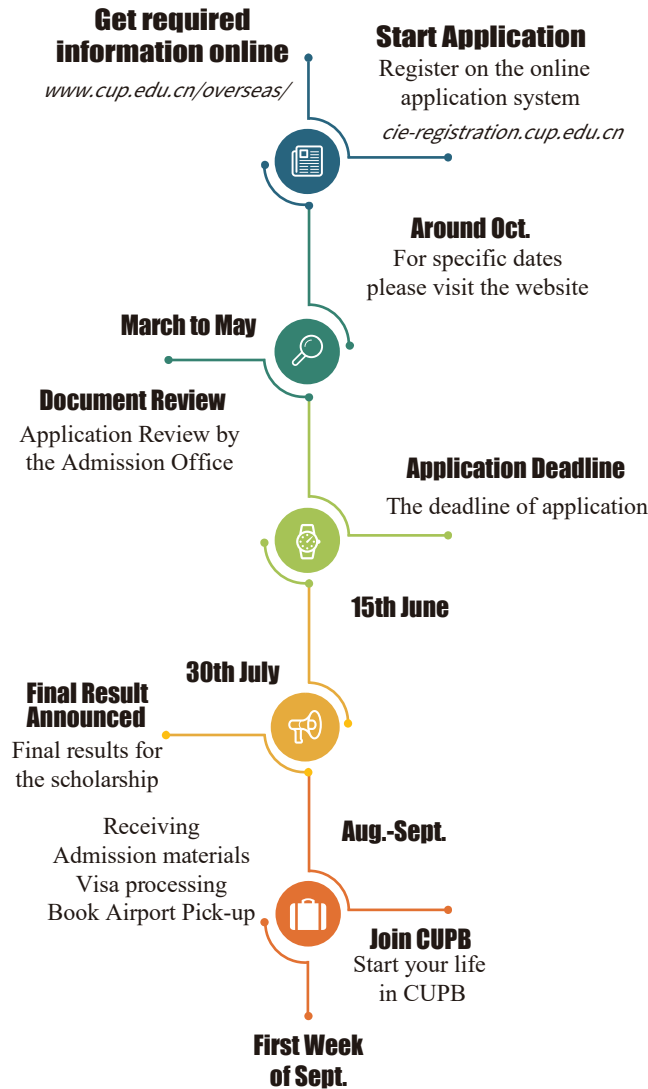 Get required
information online
www.cup.edu.cn/overseas/
Start Application
Register on the online
application system
cie-registration.cup.edu.cn
Around Oct.
For specific dates
please visit the website
March to May
Document Review
Application Review by
the Admission Office
Application Deadline
The deadline of application
15th June
30th July
Final Result
Announced
Final results for
the scholarship
Aug.-Sept.
Receiving
Admission materials
Visa processing
Book Airport Pick-up
Join CUPB
Start your life
in CUPB
First Week
of Sept.